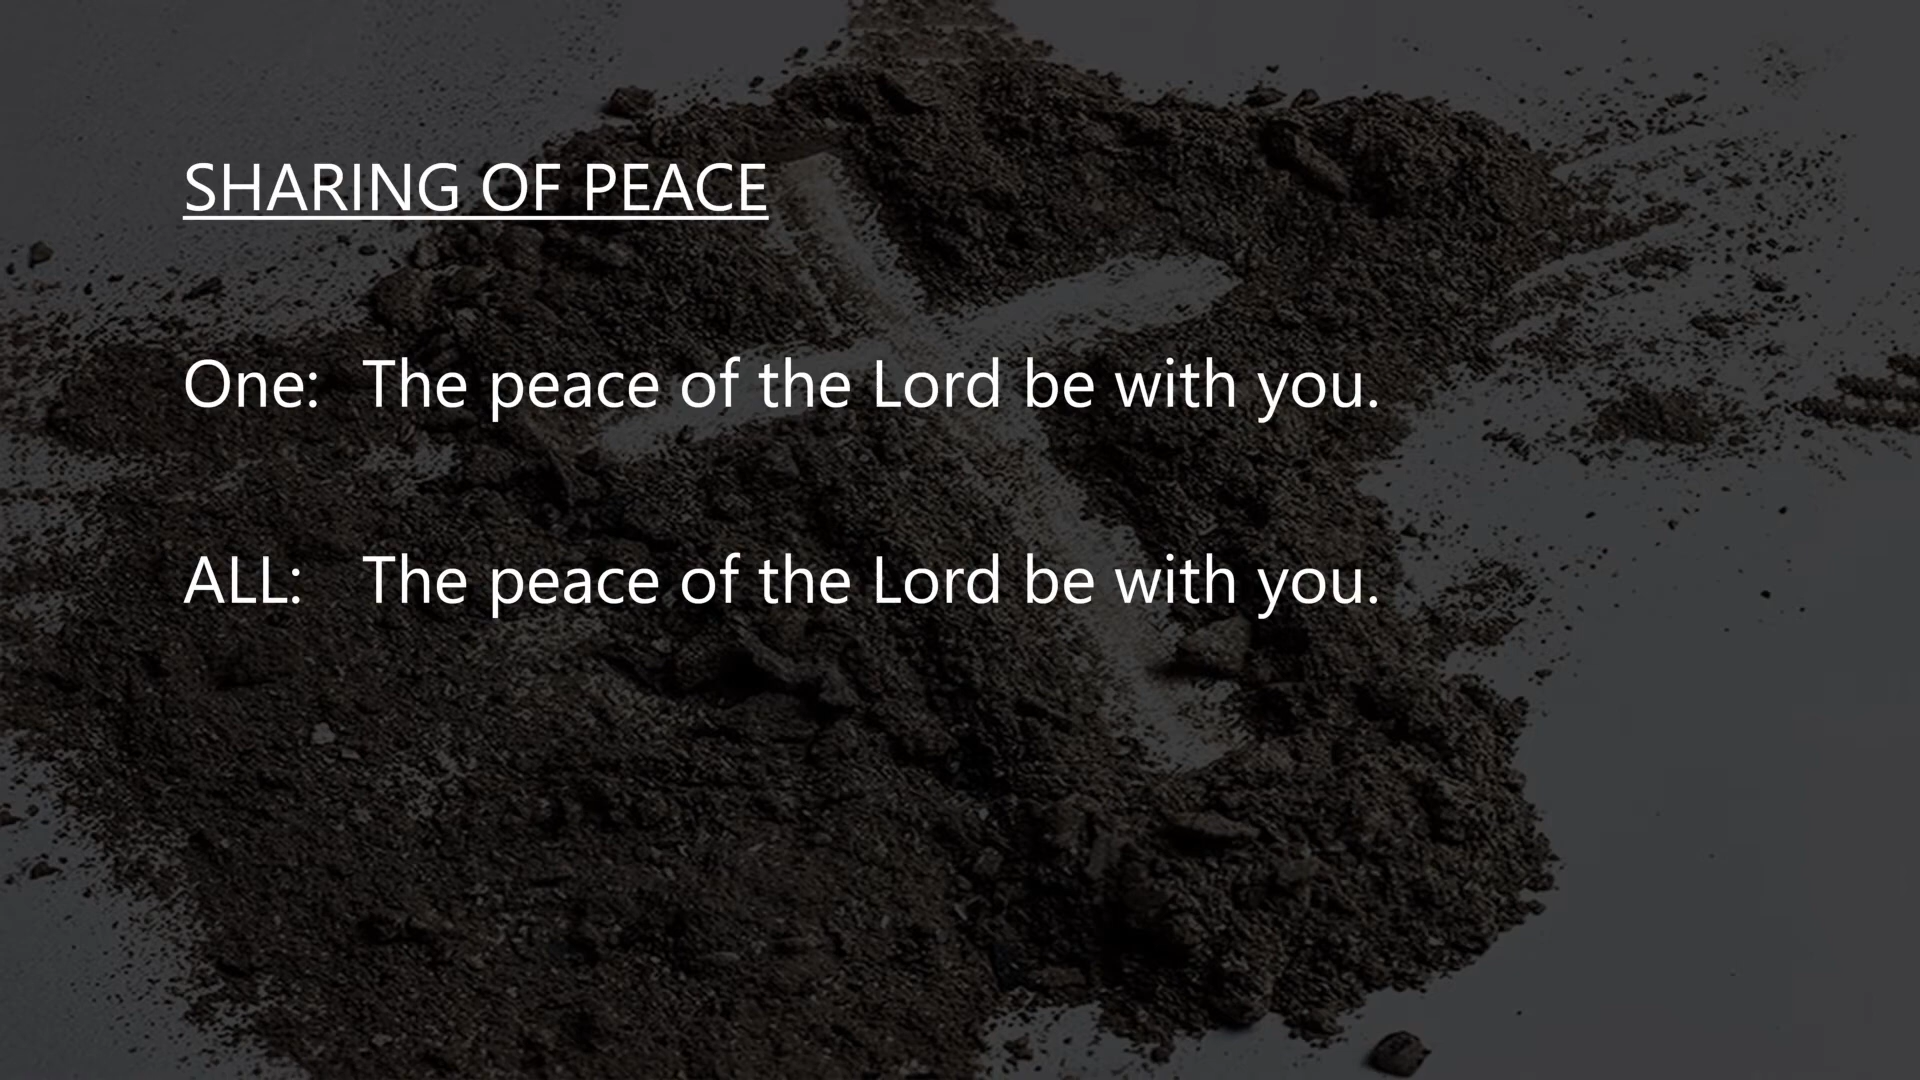 SHARING OF PEACE
One: The peace of the Lord be with you.
ALL: The peace of the Lord be with you.